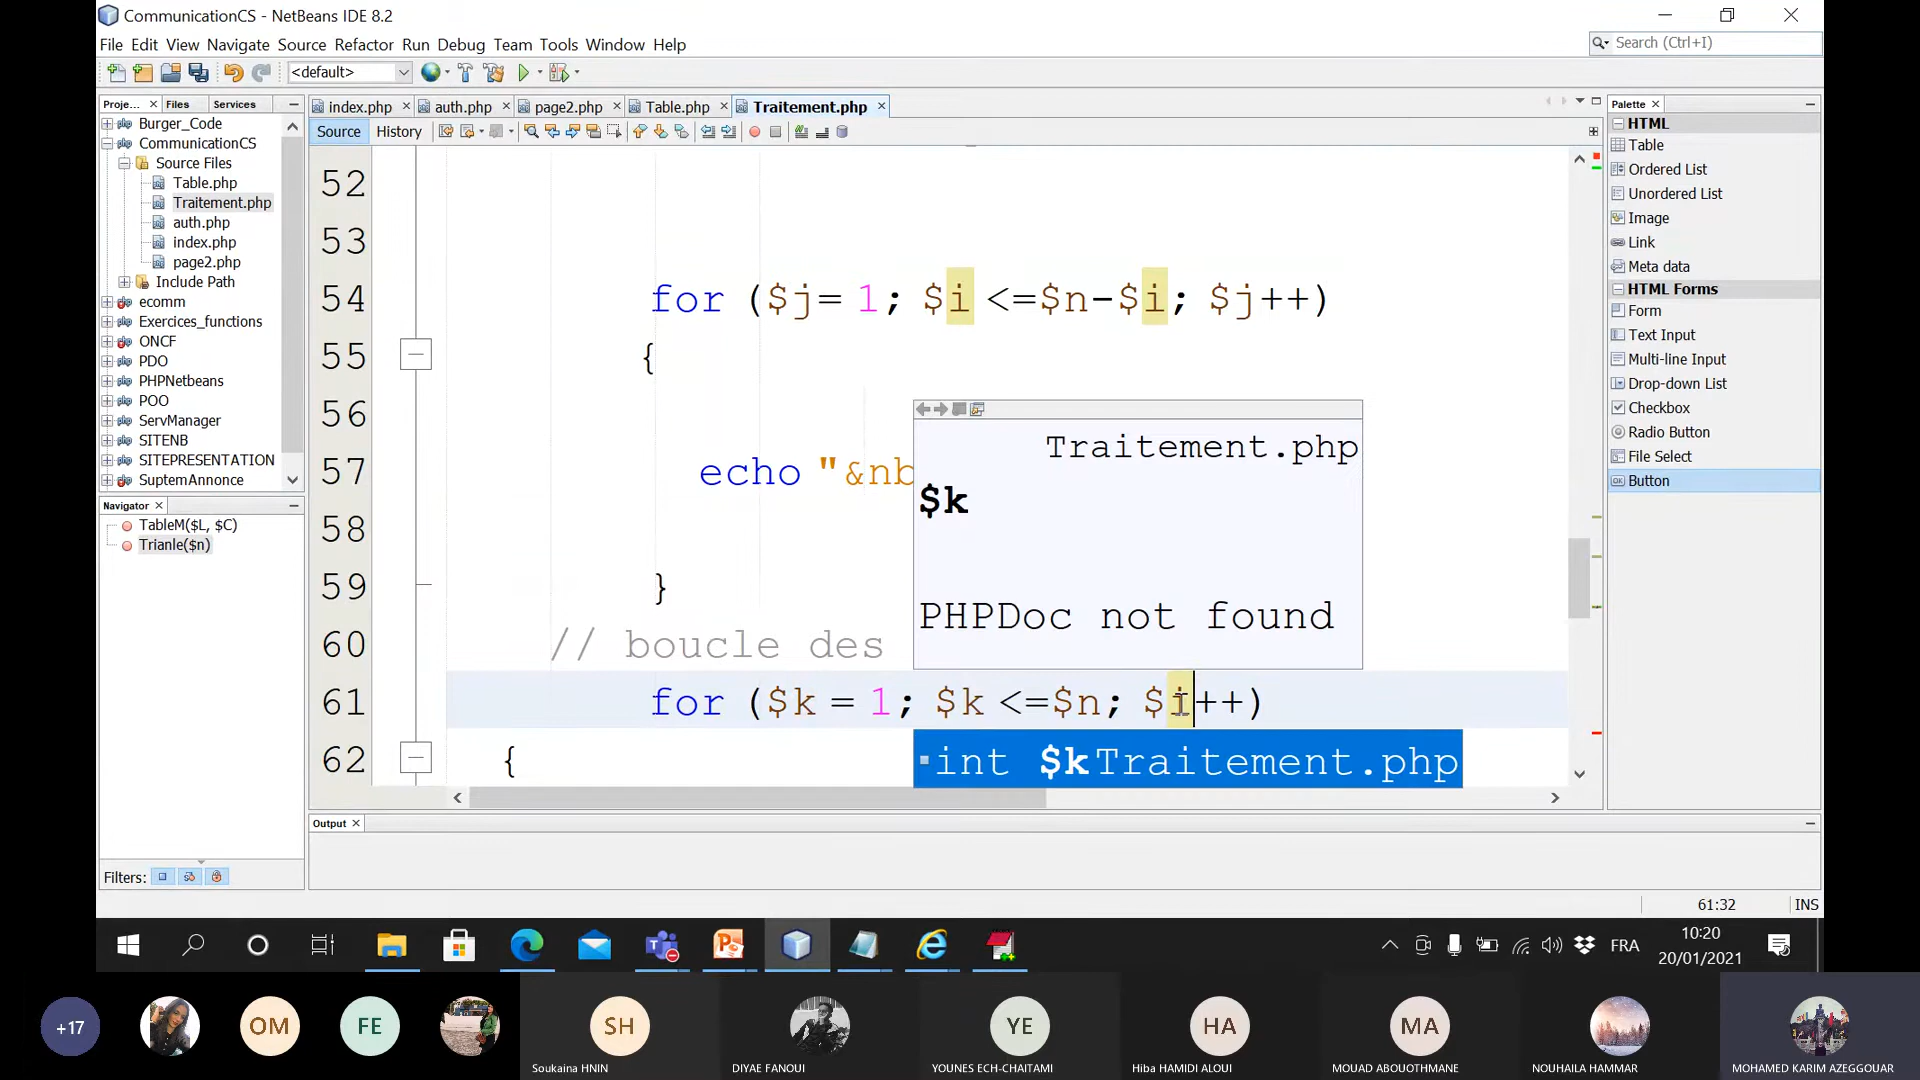 CommunicationCS - NetBeans IDE 8.2
File Edit View Navigate Source Refactor Run Debug Team Tools Window Help
Search (Ctrl+I)
<default>
Proje... Files Services
Burger_Code
CommunicationCS
Source Files
Table.php
Traitement.php
auth.php
index.php
page2.php
Include Path
ecomm
Exercices_functions
ONCF
PDO
PHPNetbeans
POO
ServManager
SITENB
SITEPRESENTATION
SuptemAnnonce
Navigator
TableM($L, $C)
Trianle($n)
Filters:
index.php auth.php page2.php Table.php Traitement.php
Source History
52
53
54 for ($j= 1; $i <=$n-$i; $j++)
55 {
56
57 echo "&nb
58
59 }
60 // boucle des
61 for ($k = 1; $k <=$n; $i++)
62 {
Traitement.php
$k
PHPDoc not found
int $kTraitement.php
Output
61:32 INS
Palette
HTML
Table
Ordered List
Unordered List
Image
Link
Meta data
HTML Forms
Form
Text Input
Multi-line Input
Drop-down List
Checkbox
Radio Button
File Select
Button
FRA
10:20
20/01/2021
+17
OM
FE
SH
Soukaina HNIN
DIYAE FANOUI
YE
YOUNES ECH-CHAITAMI
HA
Hiba HAMIDI ALOUI
MA
MOUAD ABOUOTHMANE
NOUHAILA HAMMAR
MOHAMED KARIM AZEGGOUAR